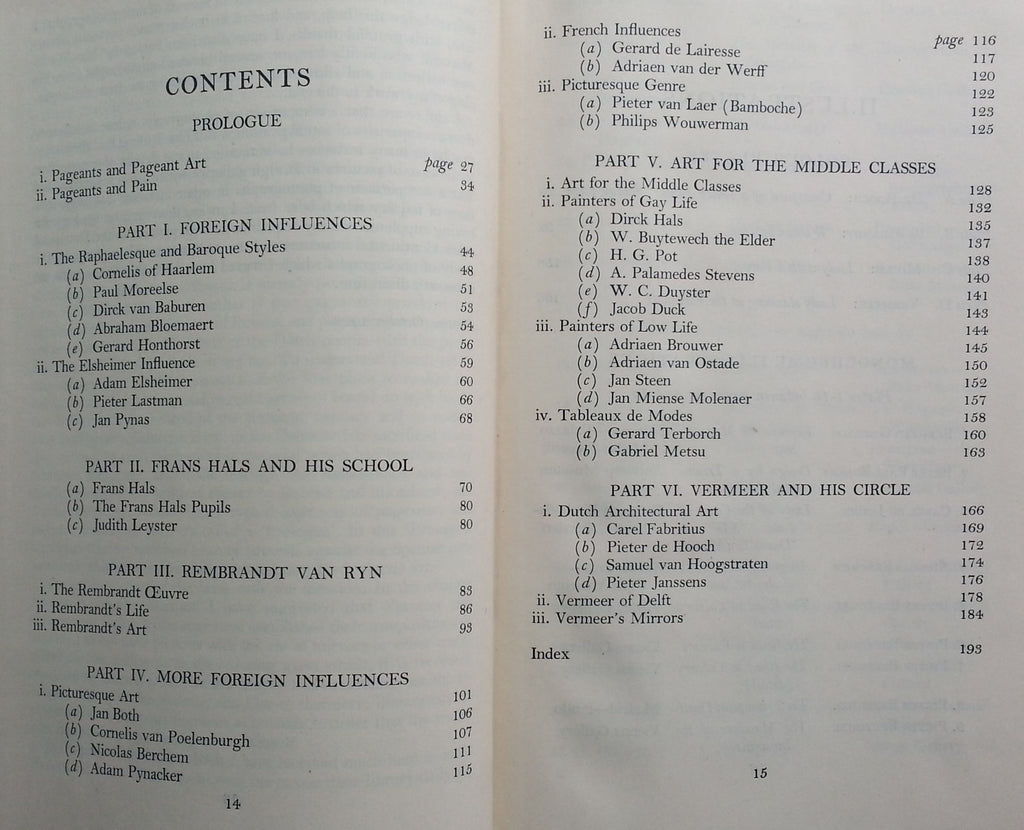 CONTENTS
PROLOGUE
i. Pageants and Pageant Art page 27
ii. Pageants and Pain 34
PART I. FOREIGN INFLUENCES
i. The Raphaelesque and Baroque Styles 44
(a) Cornelis of Haarlem 48
(b) Paul Moreelse 51
(c) Dirck van Baburen 53
(d) Abraham Bloemaert 54
(e) Gerard Honthorst 56
ii. The Elsheimer Influence 59
(a) Adam Elsheimer 60
(b) Pieter Lastman 66
(c) Jan Pynas 68
PART II. FRANS HALS AND HIS SCHOOL
(a) Frans Hals 70
(b) The Frans Hals Pupils 80
(c) Judith Leyster 80
PART III. REMBRANDT VAN RYN
i. The Rembrandt Œuvre 83
ii. Rembrandt's Life 86
iii. Rembrandt's Art 93
PART IV. MORE FOREIGN INFLUENCES
i. Picturesque Art 101
(a) Jan Both 106
(b) Cornelis van Poelenburgh 107
(c) Nicolas Berchem 111
(d) Adam Pynacker 115
14
ii. French Influences page 116
(a) Gerard de Lairesse 117
(b) Adriaen van der Werff 120
iii. Picturesque Genre 122
(a) Pieter van Laer (Bamboche) 123
(b) Philips Wouwerman 125
PART V. ART FOR THE MIDDLE CLASSES
i. Art for the Middle Classes 128
ii. Painters of Gay Life 132
(a) Dirck Hals 135
(b) W. Buytewech the Elder 137
(c) H. G. Pot 138
(d) A. Palamedes Stevens 140
(e) W. C. Duyster 141
(f) Jacob Duck 143
iii. Painters of Low Life 144
(a) Adriaen Brouwer 145
(b) Adriaen van Ostade 150
(c) Jan Steen 152
(d) Jan Miense Molenaer 157
iv. Tableaux de Modes 158
(a) Gerard Terborch 160
(b) Gabriel Metsu 163
PART VI. VERMEER AND HIS CIRCLE
i. Dutch Architectural Art 166
(a) Carel Fabritius 169
(b) Pieter de Hooch 172
(c) Samuel van Hoogstraten 174
(d) Pieter Janssens 176
ii. Vermeer of Delft 178
iii. Vermeer's Mirrors 184
Index 193
15